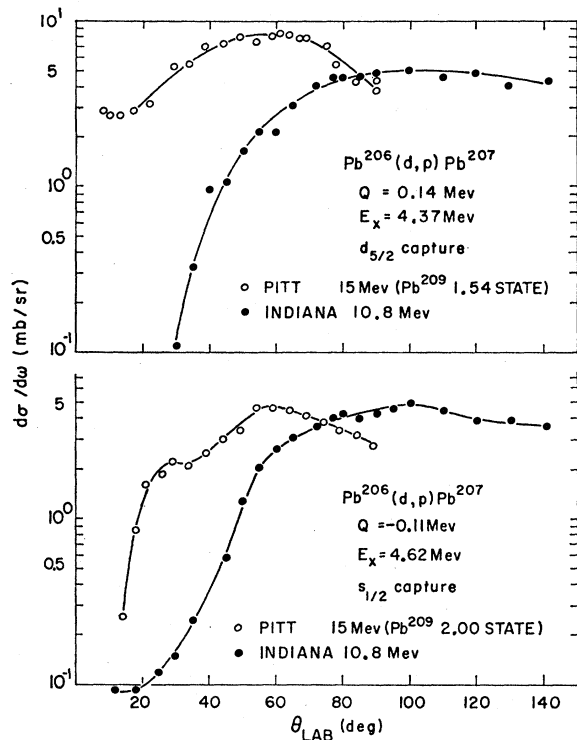 10¹
5
10⁰
0.5
10⁻¹
Pb²⁰⁶(d,p) Pb²⁰⁷
Q = 0.14 Mev
Eₓ = 4.37 Mev
d₅/₂ capture
○ PITT 15 Mev (Pb²⁰⁹ 1.54 STATE)
● INDIANA 10.8 Mev
dσ/dω (mb/sr)
5
10⁰
0.5
10⁻¹
Pb²⁰⁶(d,p) Pb²⁰⁷
Q = -0.11 Mev
Eₓ = 4.62 Mev
s₁/₂ capture
○ PITT 15 Mev (Pb²⁰⁹ 2.00 STATE)
● INDIANA 10.8 Mev
20 40 60 80 100 120 140
θLAB (deg)